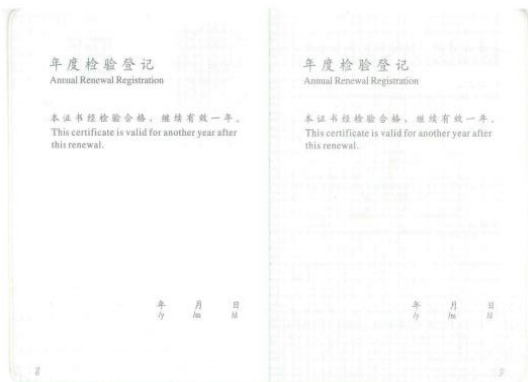 年度检验登记
Annual Renewal Registration
本证书经检验合格，继续有效一年。
This certificate is valid for another year after
this renewal.
年 月 日
/y /m /d
年度检验登记
Annual Renewal Registration
本证书经检验合格，继续有效一年。
This certificate is valid for another year after
this renewal.
年 月 日
/y /m /d